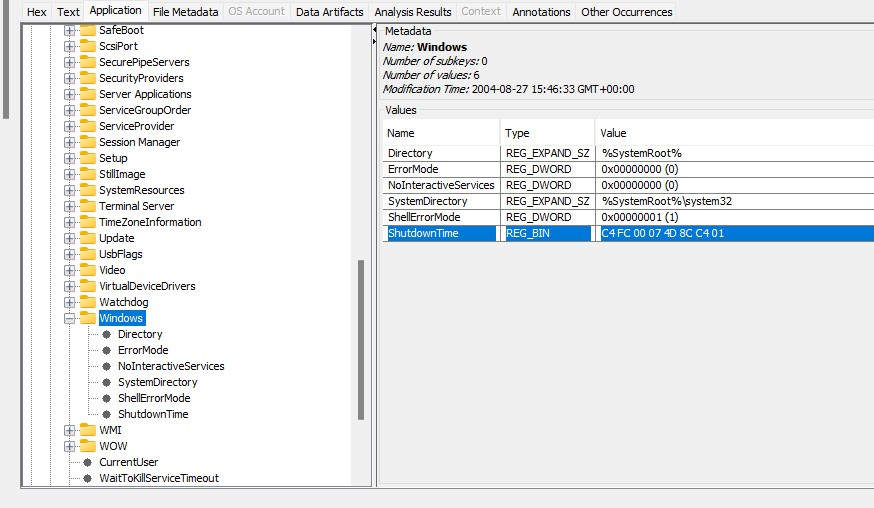 Hex Text Application File Metadata OS Account Data Artifacts Analysis Results Context Annotations Other Occurrences
SafeBoot
ScsiPort
SecurePipeServers
SecurityProviders
Server Applications
ServiceGroupOrder
ServiceProvider
Session Manager
Setup
StillImage
SystemResources
Terminal Server
TimeZoneInformation
Update
UsbFlags
Video
VirtualDeviceDrivers
Watchdog
Windows
Directory
ErrorMode
NoInteractiveServices
SystemDirectory
ShellErrorMode
ShutdownTime
WMI
WOW
CurrentUser
WaitToKillServiceTimeout
Metadata
Name: Windows
Number of subkeys: 0
Number of values: 6
Modification Time: 2004-08-27 15:46:33 GMT+00:00
Values
Name Type Value
Directory REG_EXPAND_SZ %SystemRoot%
ErrorMode REG_DWORD 0x00000000 (0)
NoInteractiveServices REG_DWORD 0x00000000 (0)
SystemDirectory REG_EXPAND_SZ %SystemRoot%\system32
ShellErrorMode REG_DWORD 0x00000001 (1)
ShutdownTime REG_BIN C4 FC 00 07 4D 8C C4 01